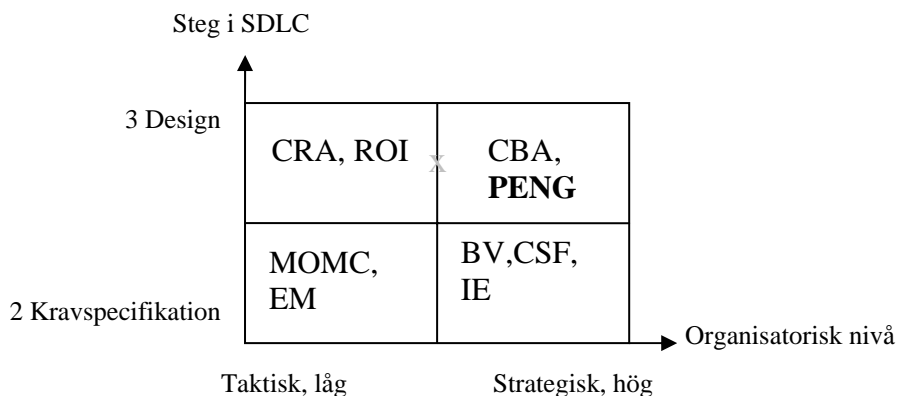 Steg i SDLC
3 Design
CRA, ROI
x
CBA,
PENG
MOMC,
EM
BV,CSF,
IE
2 Kravspecifikation
Organisatorisk nivå
Taktisk, låg
Strategisk, hög